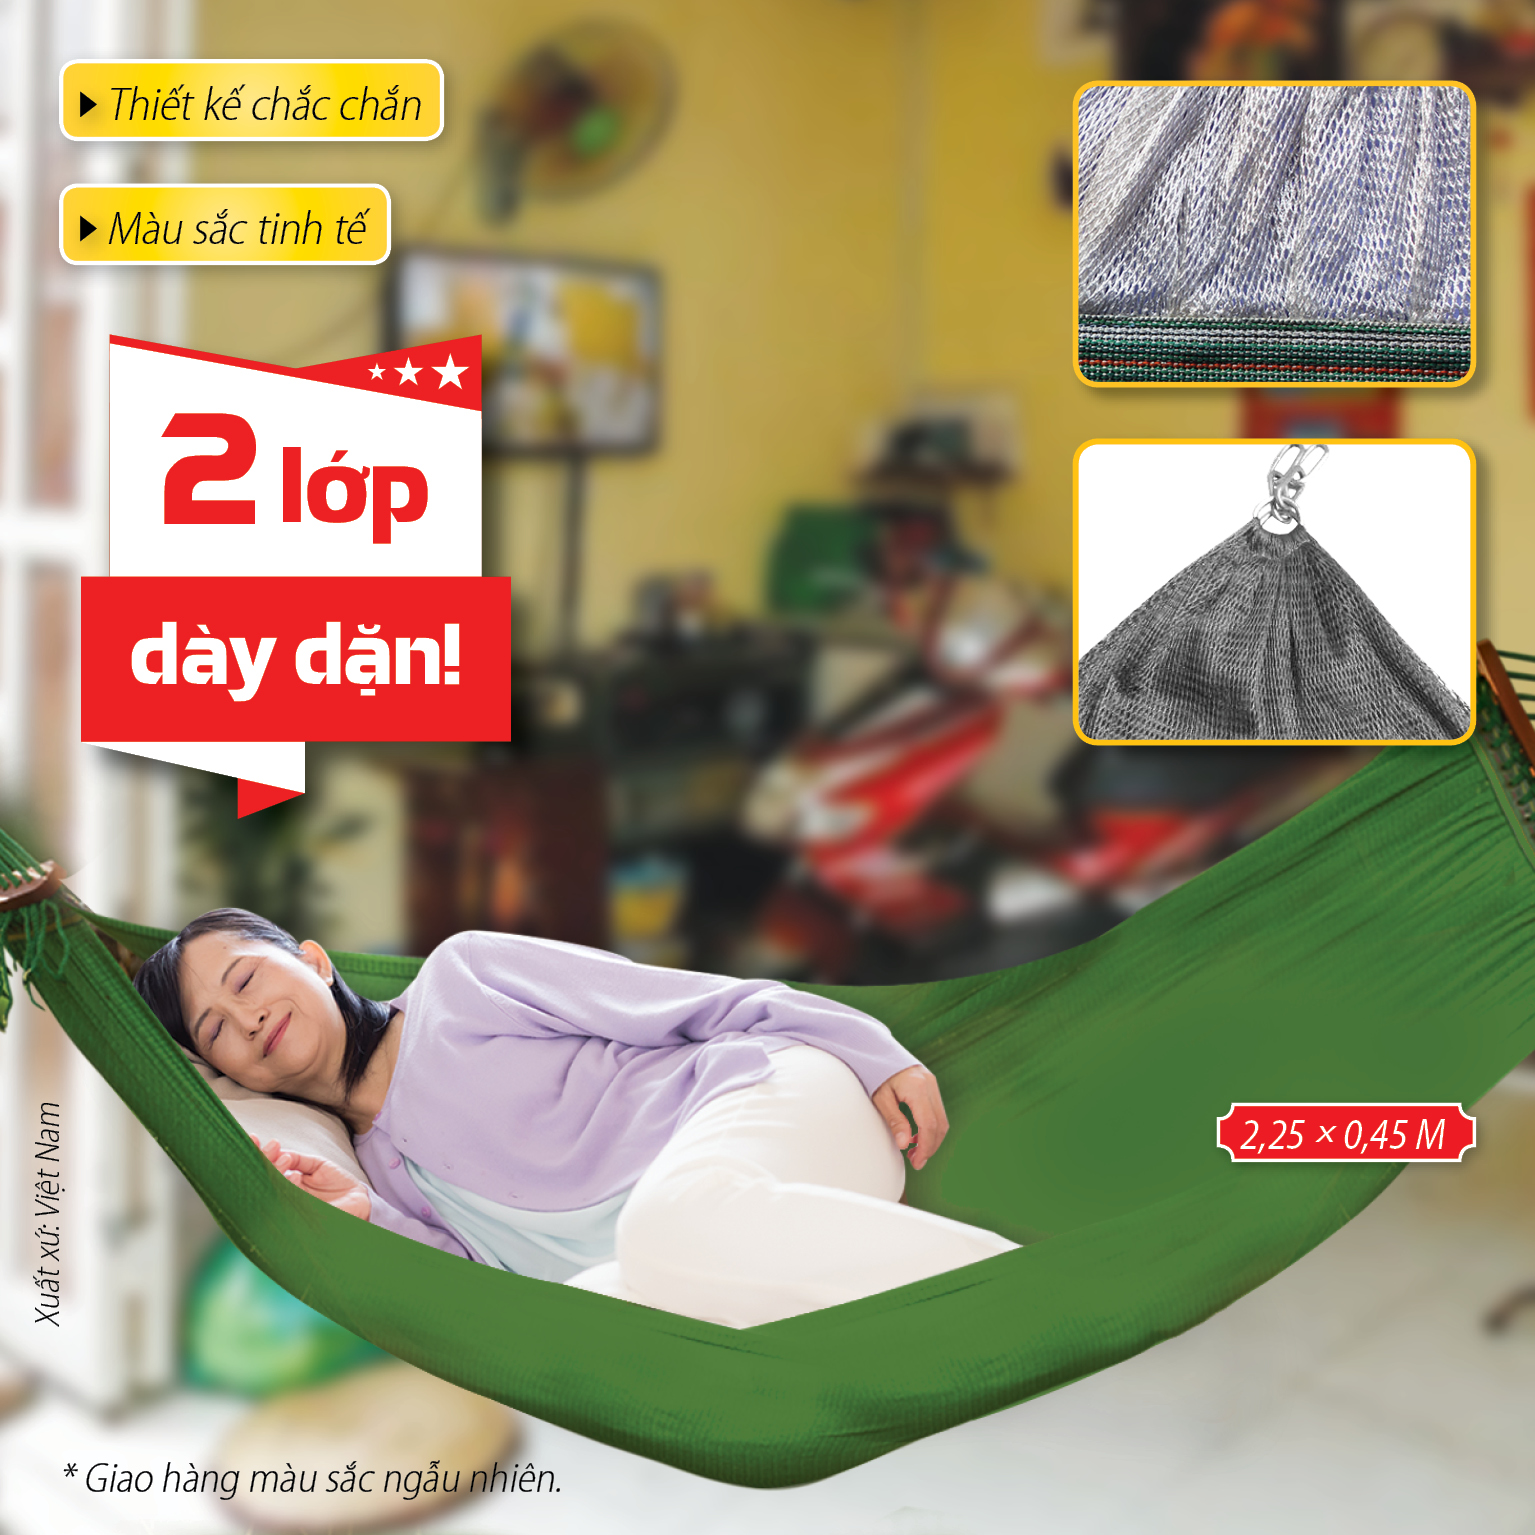 Thiết kế chắc chắn
Màu sắc tinh tế
2 lớp
dày dặn!
2,25 × 0,45 M
Xuất xứ: Việt Nam
* Giao hàng màu sắc ngẫu nhiên.